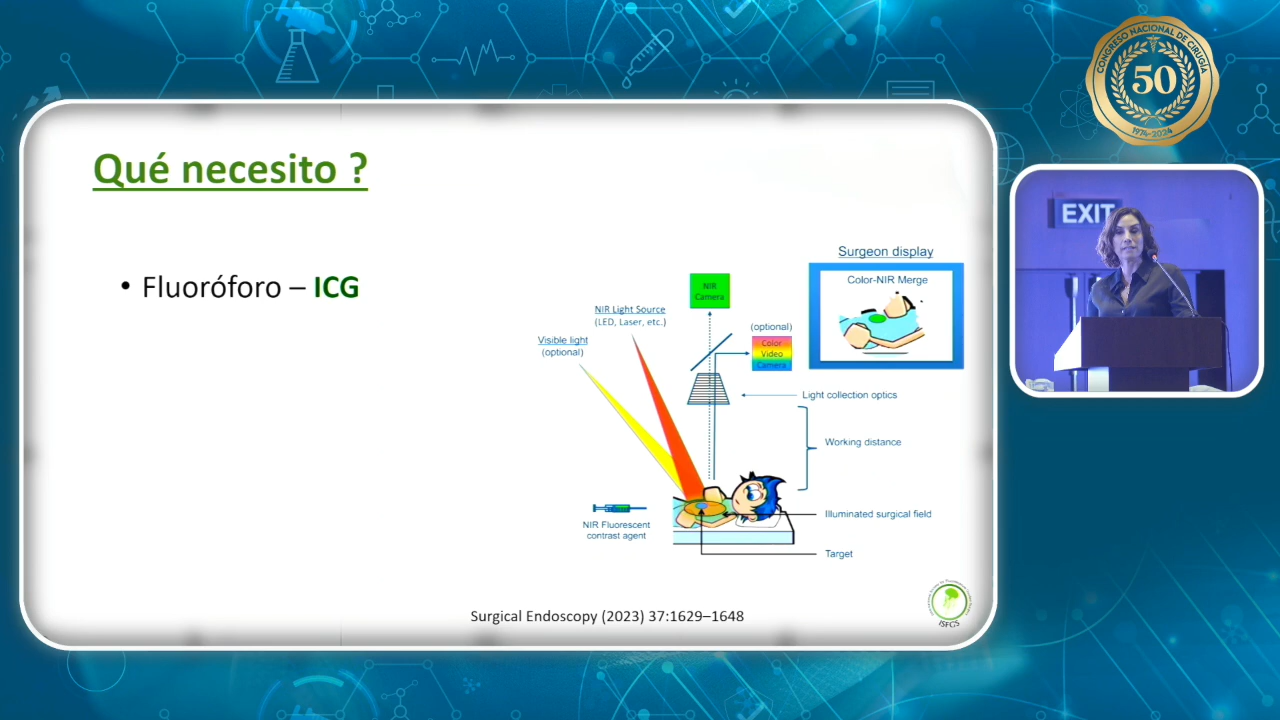 Qué necesito ?
• Fluoróforo – ICG
Surgeon display
Color-NIR Merge
NIR
Camera
NIR Light Source
(LED, Laser, etc.)
(optional)
Color
Video
Camera
Visible light
(optional)
Light collection optics
Working distance
Illuminated surgical field
NIR Fluorescent
contrast agent
Target
Surgical Endoscopy (2023) 37:1629–1648
ISFGS
CONGRESO NACIONAL DE CIRUGÍA
50
1974-2024
EXIT